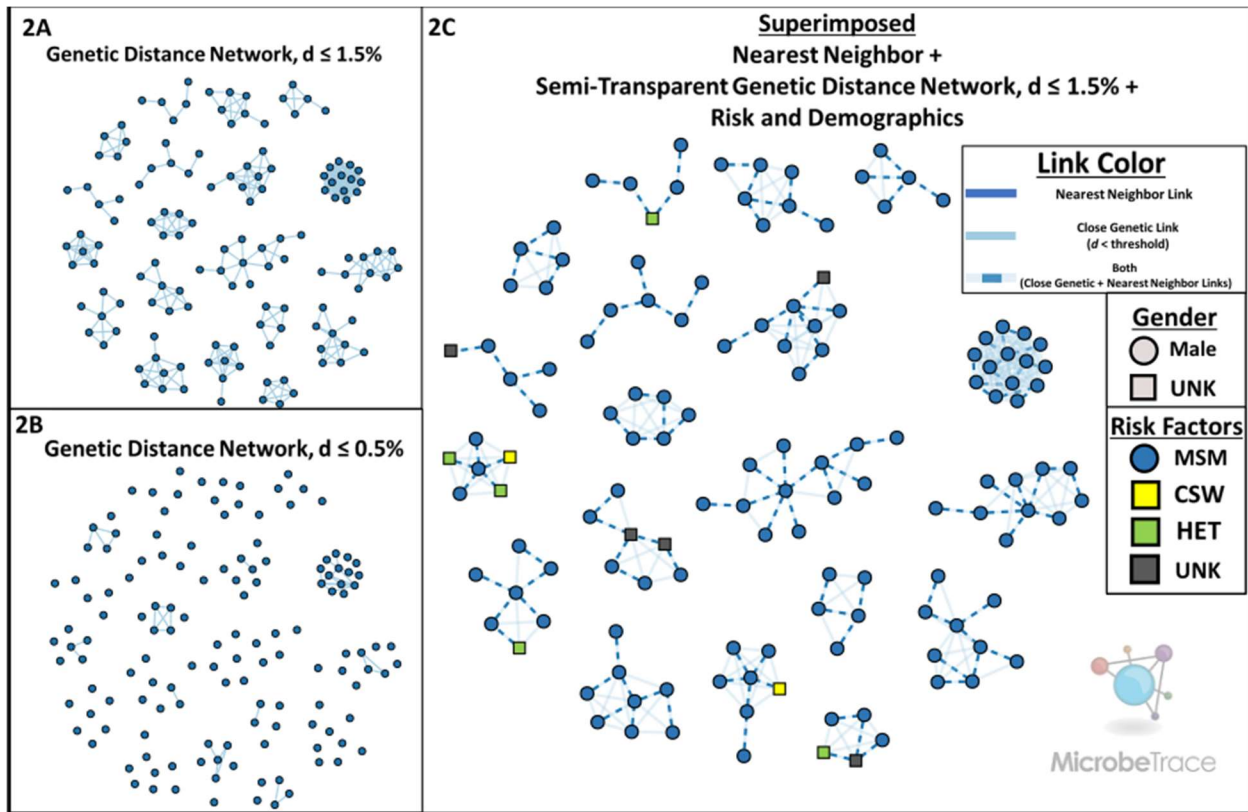 2A
Genetic Distance Network, d ≤ 1.5%
2B
Genetic Distance Network, d ≤ 0.5%
2C
Superimposed
Nearest Neighbor +
Semi-Transparent Genetic Distance Network, d ≤ 1.5% +
Risk and Demographics
Link Color
Nearest Neighbor Link
Close Genetic Link
(d < threshold)
Both
(Close Genetic + Nearest Neighbor Links)
Gender
Male
UNK
Risk Factors
MSM
CSW
HET
UNK
MicrobeTrace